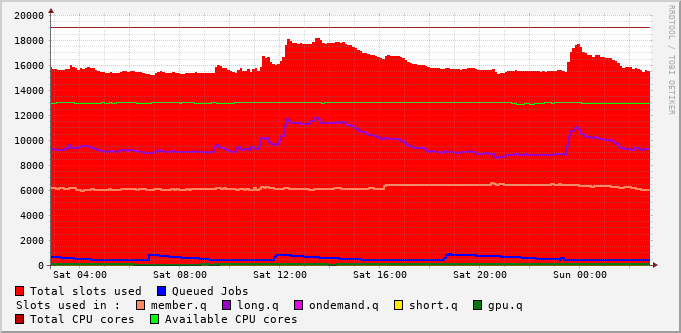 20000
18000
16000
14000
12000
10000
8000
6000
4000
2000
0
Sat 04:00 Sat 08:00 Sat 12:00 Sat 16:00 Sat 20:00 Sun 00:00
RRDTOOL / TOBI OETIKER
Total slots used Queued Jobs
Slots used in : member.q long.q ondemand.q short.q gpu.q
Total CPU cores Available CPU cores